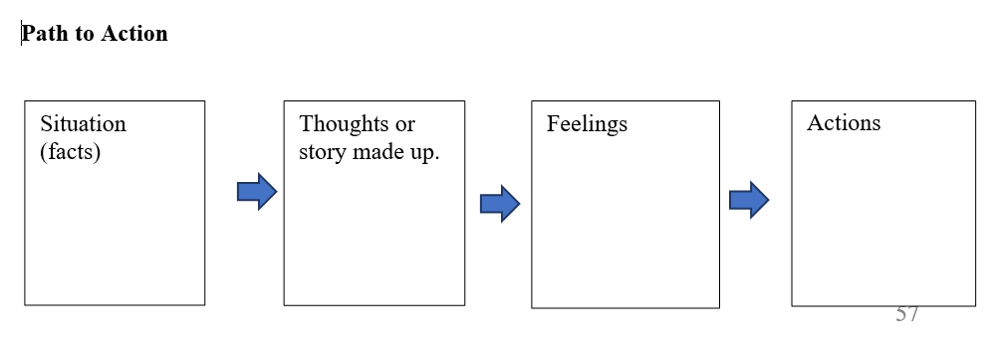 Path to Action
Situation
(facts)
Thoughts or
story made up.
Feelings
Actions
57